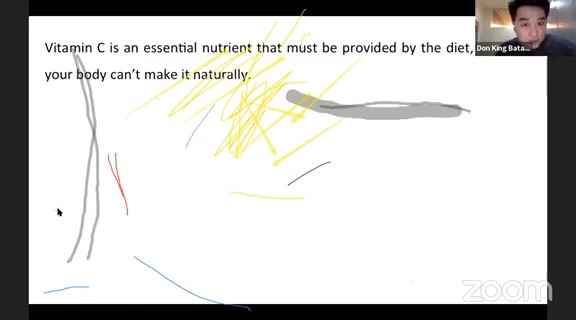 Vitamin C is an essential nutrient that must be provided by the diet,
your body can't make it naturally.
Don King Bata...
zoom